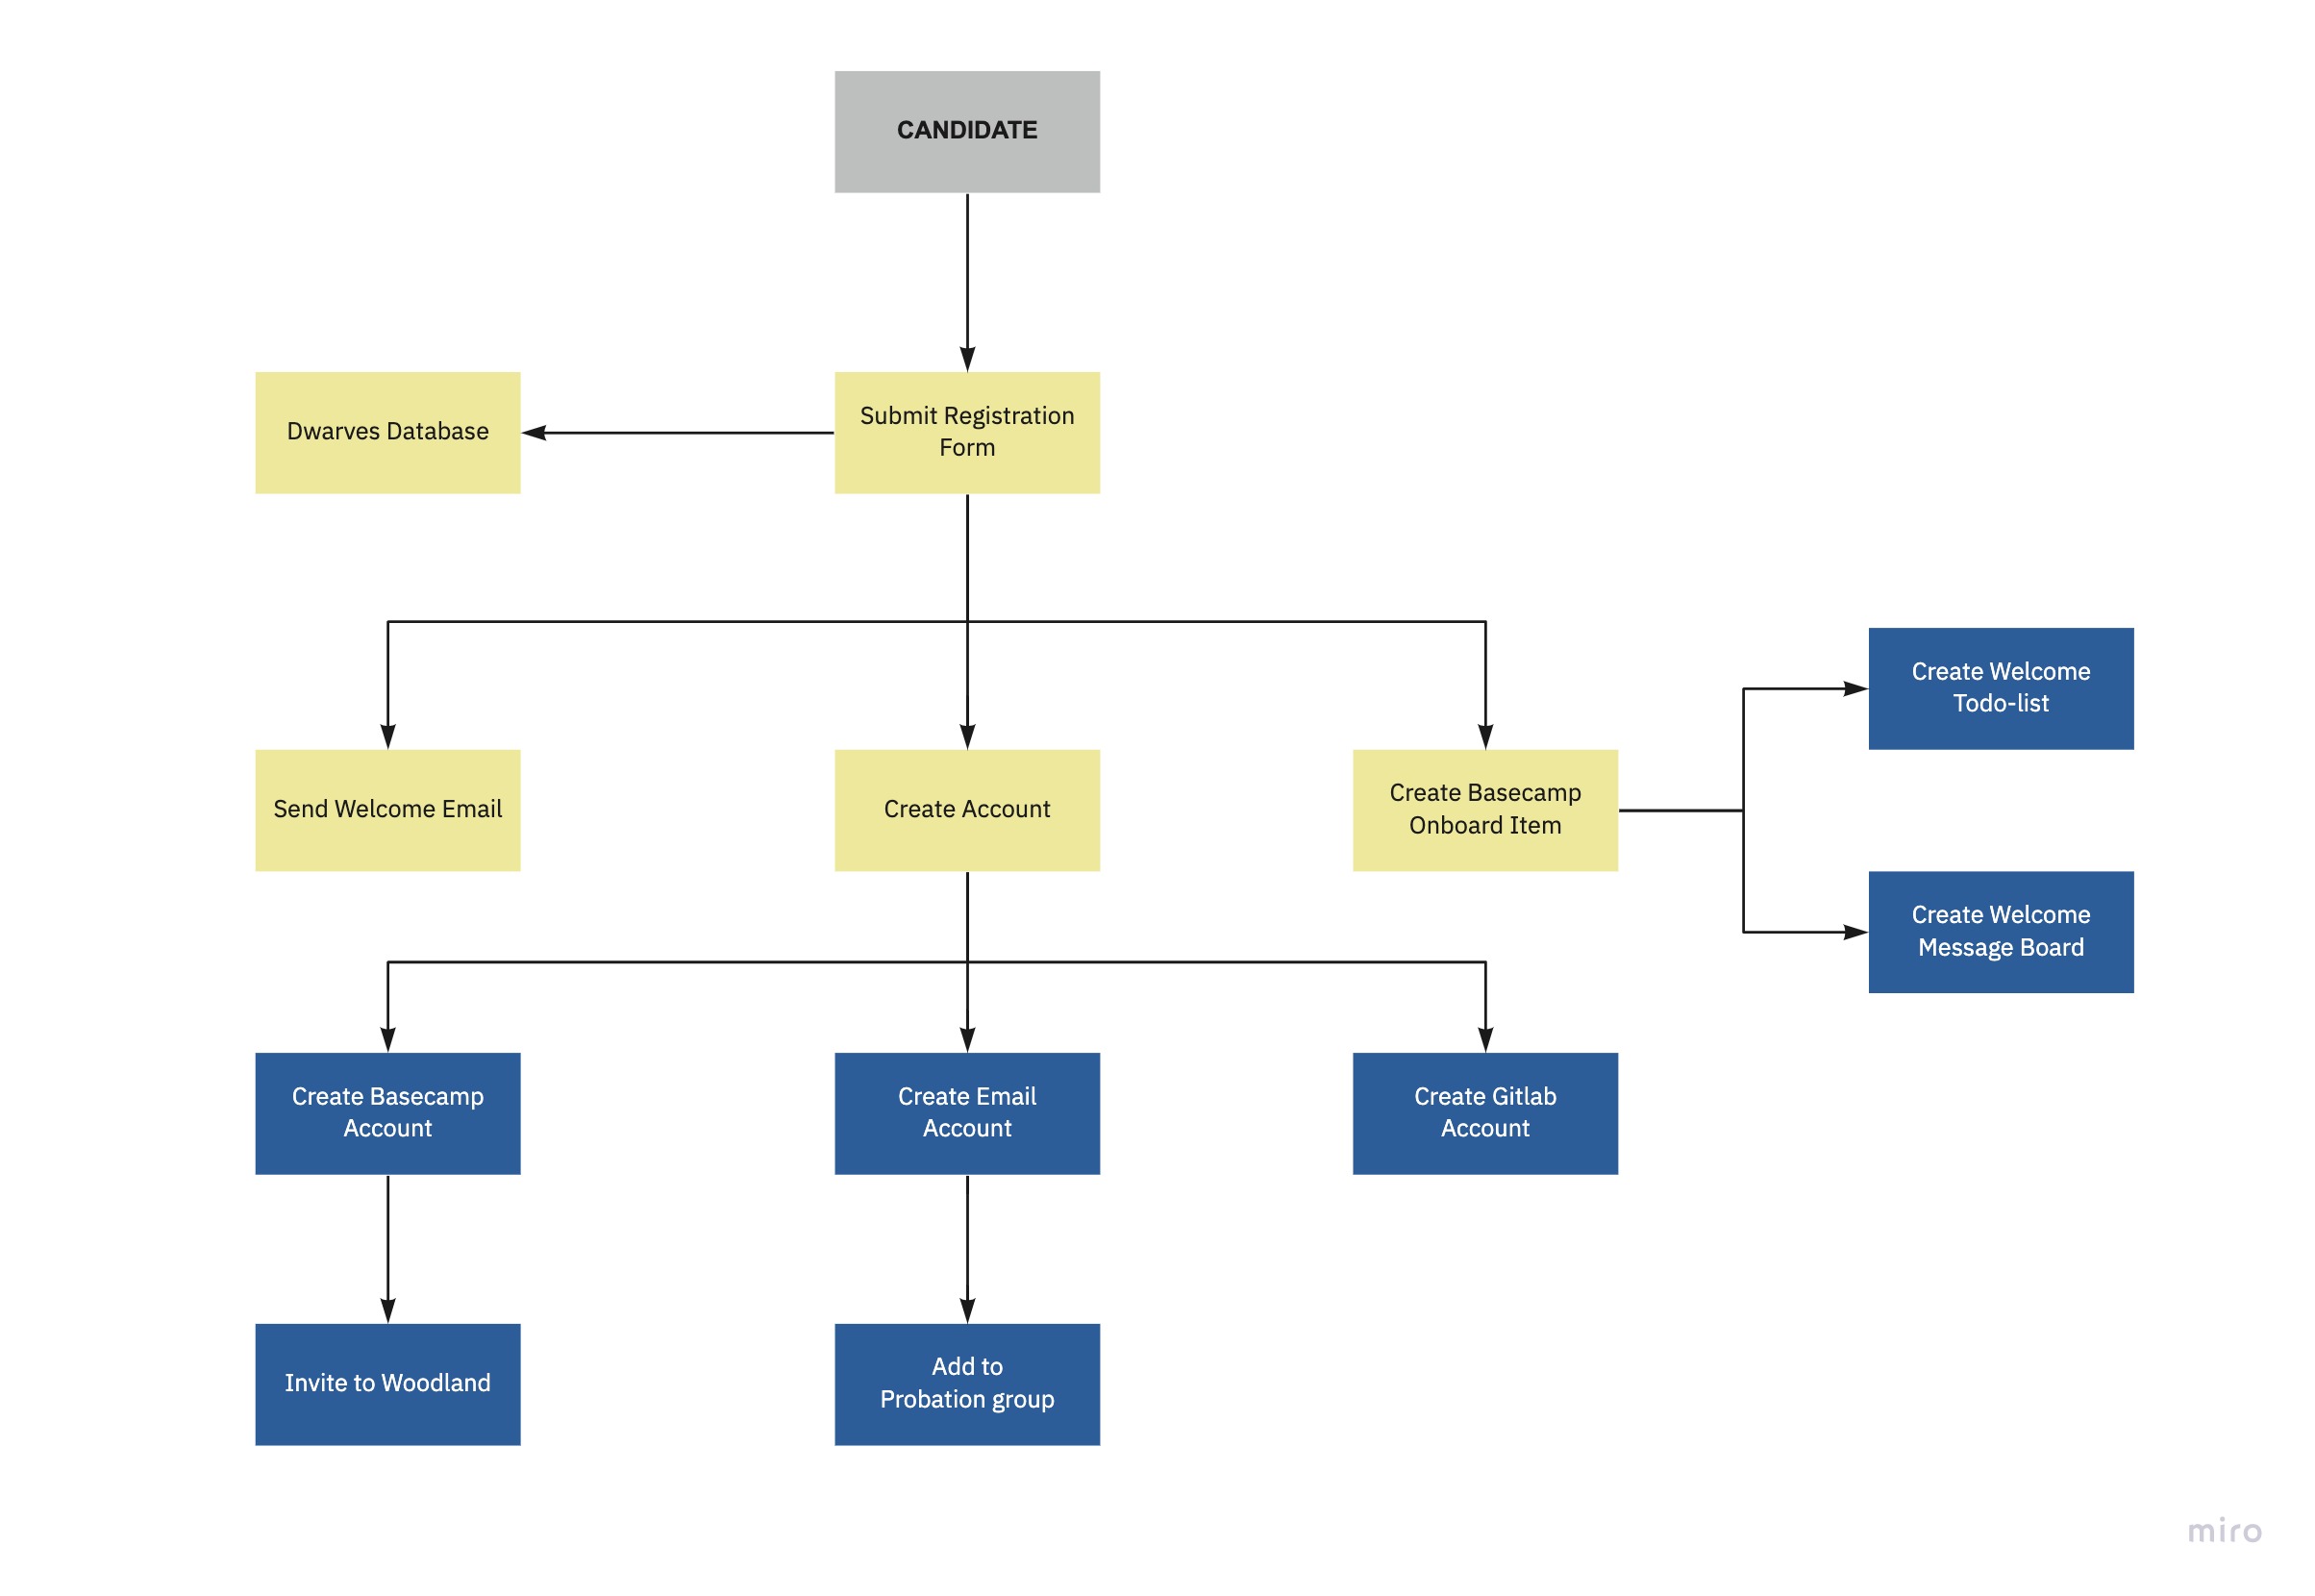 CANDIDATE
Dwarves Database
Submit Registration
Form
Send Welcome Email
Create Account
Create Basecamp
Onboard Item
Create Welcome
Todo-list
Create Welcome
Message Board
Create Basecamp
Account
Create Email
Account
Create Gitlab
Account
Invite to Woodland
Add to
Probation group
miro